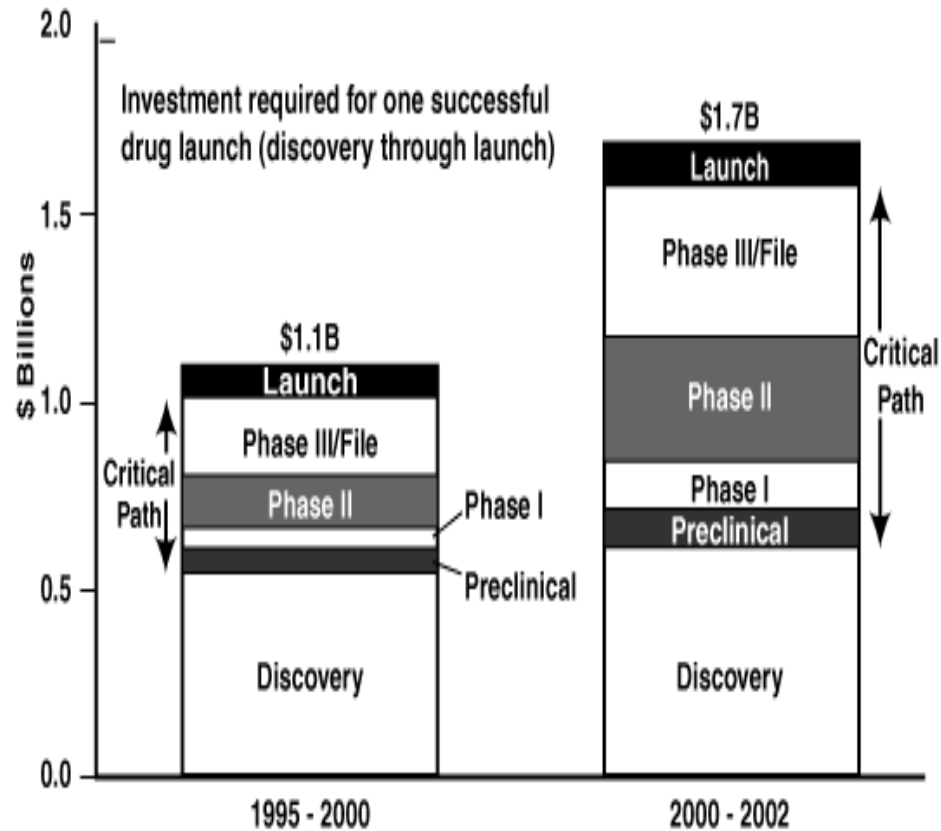 2.0
Investment required for one successful
drug launch (discovery through launch)
$1.7B
Launch
1.5
Phase III/File
$ Billions
$1.1B
Launch
Critical
Path
1.0
Phase II
Phase III/File
Critical
Path
Phase II
Phase I
Phase I
Preclinical
Preclinical
0.5
Discovery
Discovery
0.0
1995 - 2000
2000 - 2002